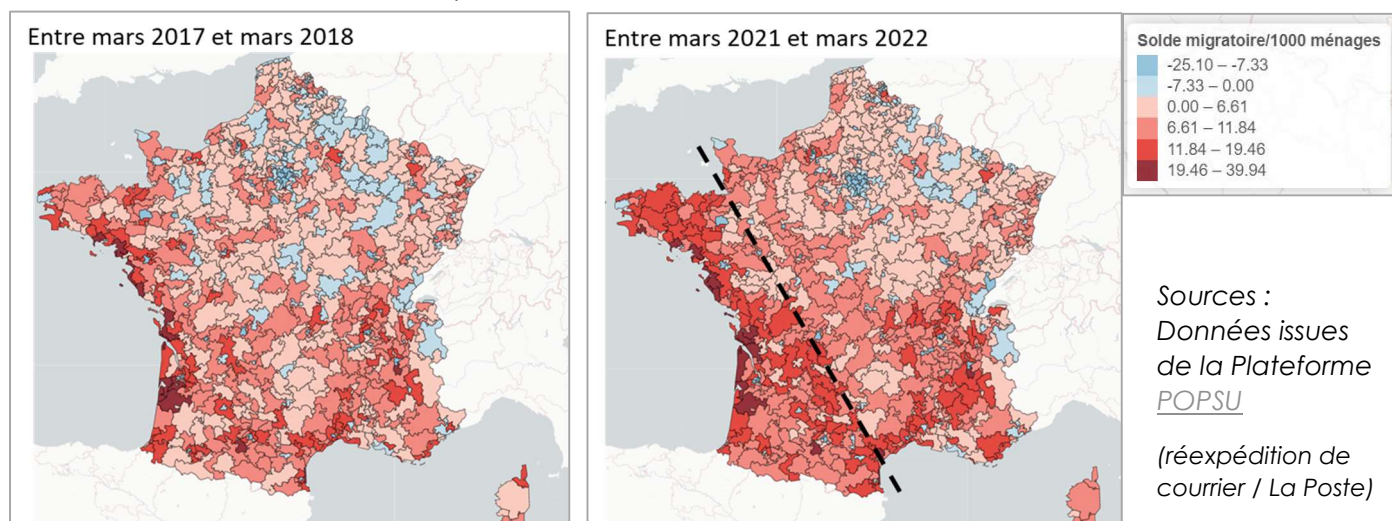 Entre mars 2017 et mars 2018
Entre mars 2021 et mars 2022
Solde migratoire/1000 ménages
-25.10 – -7.33
-7.33 – 0.00
0.00 – 6.61
6.61 – 11.84
11.84 – 19.46
19.46 – 39.94
Sources :
Données issues
de la Plateforme
POPSU
(réexpédition de
courrier / La Poste)